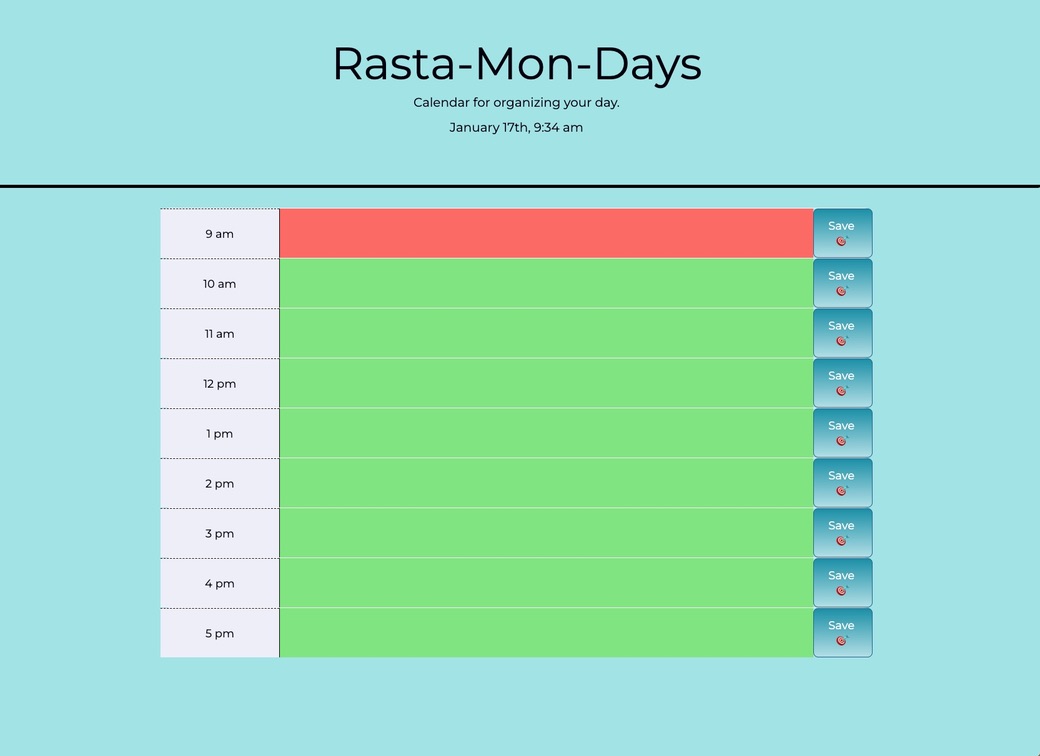 Rasta-Mon-Days
Calendar for organizing your day.
January 17th, 9:34 am
9 am
Save
10 am
Save
11 am
Save
12 pm
Save
1 pm
Save
2 pm
Save
3 pm
Save
4 pm
Save
5 pm
Save